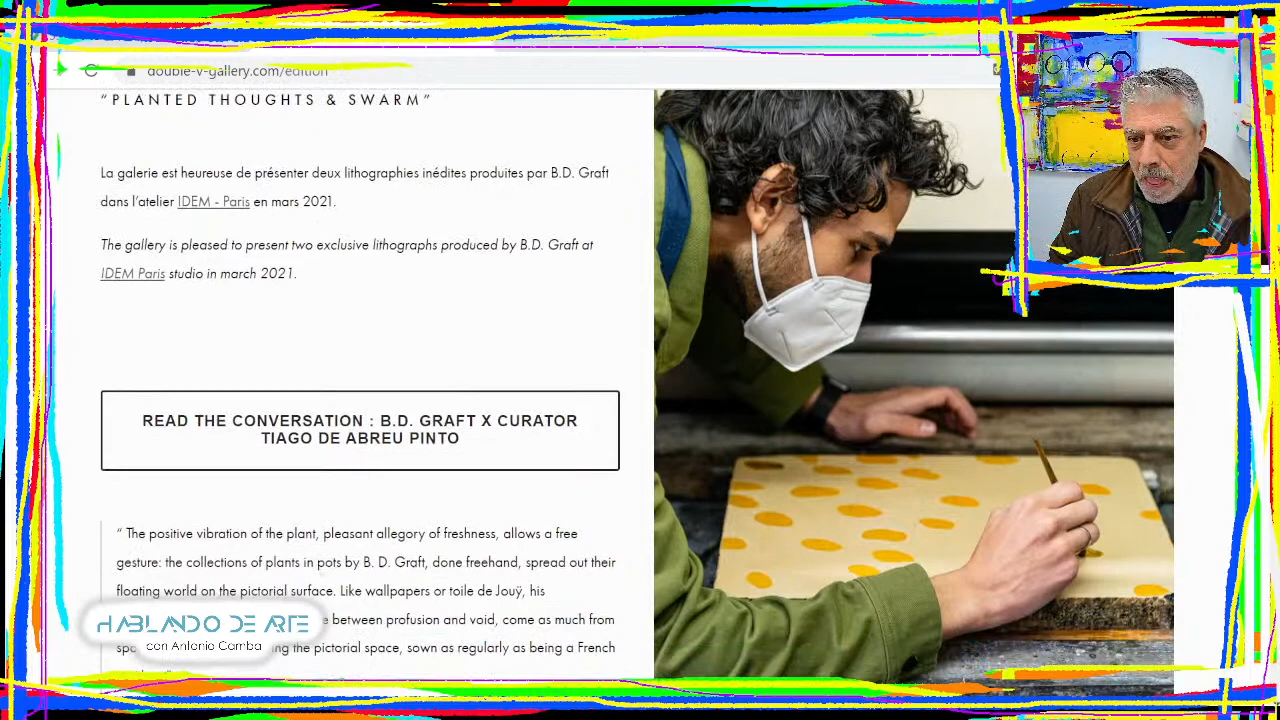 double-v-gallery.com/edition
“PLANTED THOUGHTS & SWARM”
La galerie est heureuse de présenter deux lithographies inédites produites par B.D. Graft
dans l’atelier IDEM - Paris en mars 2021.
The gallery is pleased to present two exclusive lithographs produced by B.D. Graft at
IDEM Paris studio in march 2021.
READ THE CONVERSATION : B.D. GRAFT X CURATOR
TIAGO DE ABREU PINTO
“ The positive vibration of the plant, pleasant allegory of freshness, allows a free
gesture: the collections of plants in pots by B. D. Graft, done freehand, spread out their
floating world on the pictorial surface. Like wallpapers or toile de Jouÿ, his
between profusion and void, come as much from
the pictorial space, sown as regularly as being a French
HABLANDO DE ARTE
con Antonio Camba